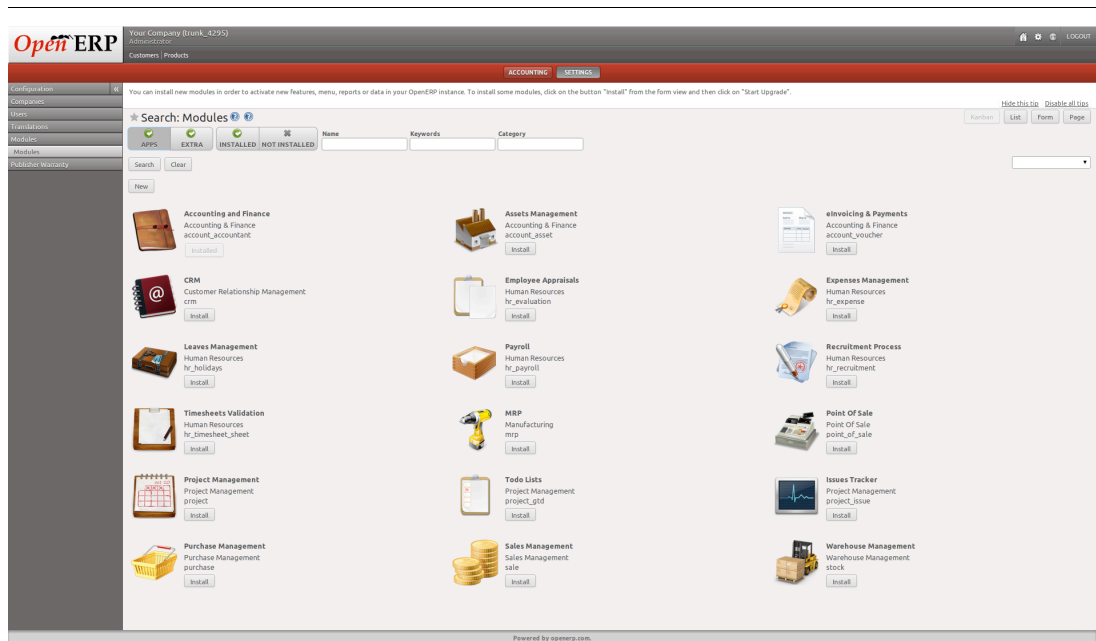 Open ERP
Your Company (trunk_4295)
Administrator
LOGOUT
Customers | Products
ACCOUNTING SETTINGS
Configuration «
Companies
Users
Translations
Modules
Modules
Publisher Warranty
You can install new modules in order to activate new features, menu, reports or data in your OpenERP instance. To install some modules, click on the button "Install" from the form view and then click on "Start Upgrade".
Hide this tip Disable all tips
Search: Modules
Kanban List Form Page
APPS EXTRA INSTALLED NOT INSTALLED
Name Keywords Category
Search Clear
New
Accounting and Finance
Accounting & Finance
account_accountant
Installed
Assets Management
Accounting & Finance
account_asset
Install
eInvoicing & Payments
Accounting & Finance
account_voucher
Install
CRM
Customer Relationship Management
crm
Install
Employee Appraisals
Human Resources
hr_evaluation
Install
Expenses Management
Human Resources
hr_expense
Install
Leaves Management
Human Resources
hr_holidays
Install
Payroll
Human Resources
hr_payroll
Install
Recruitment Process
Human Resources
hr_recruitment
Install
Timesheets Validation
Human Resources
hr_timesheet_sheet
Install
MRP
Manufacturing
mrp
Install
Point Of Sale
Point Of Sale
point_of_sale
Install
Project Management
Project Management
project
Install
Todo Lists
Project Management
project_gtd
Install
Issues Tracker
Project Management
project_issue
Install
Purchase Management
Purchase Management
purchase
Install
Sales Management
Sales Management
sale
Install
Warehouse Management
Warehouse Management
stock
Install
Powered by openerp.com.